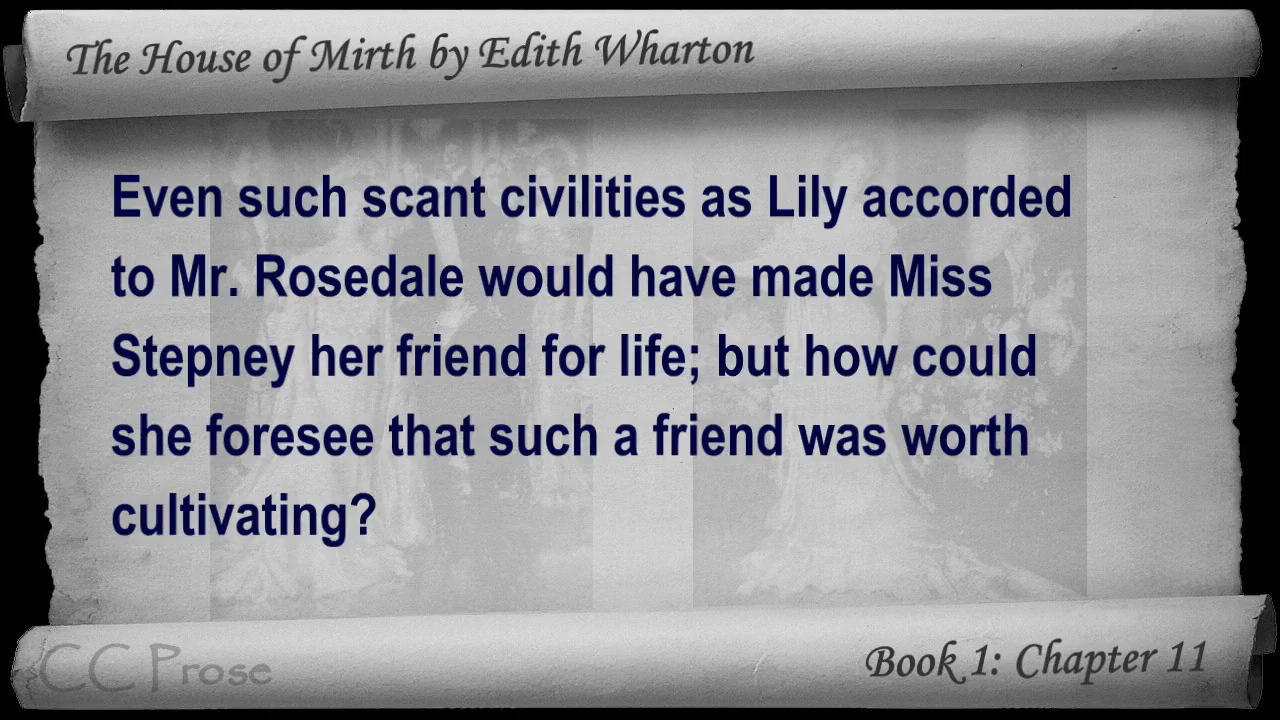 The House of Mirth by Edith Wharton
Even such scant civilities as Lily accorded
to Mr. Rosedale would have made Miss
Stepney her friend for life; but how could
she foresee that such a friend was worth
cultivating?
CC Prose
Book 1: Chapter 11